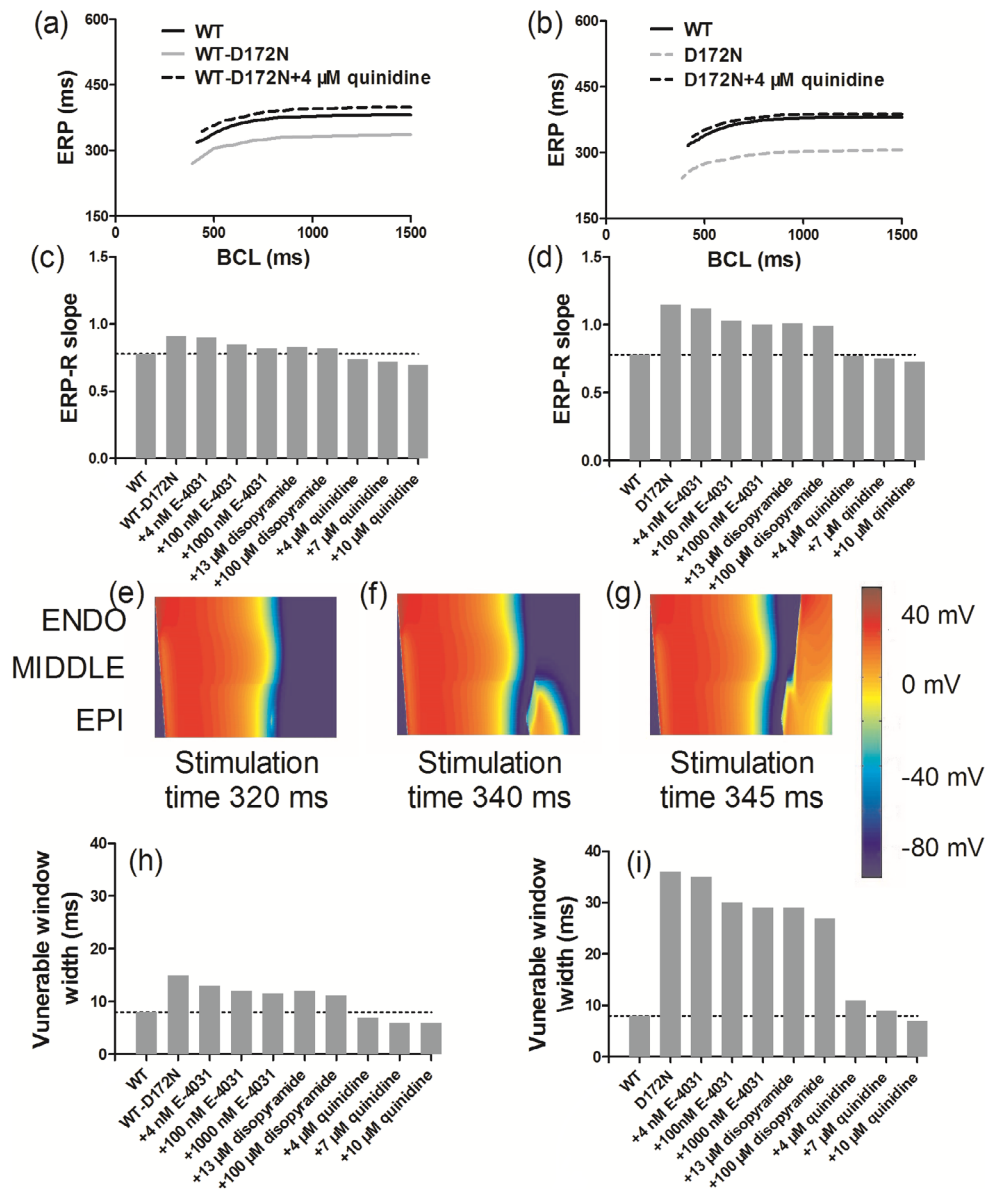 (a)
600
450
300
150
ERP (ms)
WT
WT-D172N
WT-D172N+4 µM quinidine
0
500
1000
1500
BCL (ms)
(b)
600
450
300
150
ERP (ms)
WT
D172N
D172N+4 µM quinidine
0
500
1000
1500
BCL (ms)
(c)
1.5
1.0
0.5
0.0
ERP-R slope
WT
WT-D172N
+4 nM E-4031
+100 nM E-4031
+1000 nM E-4031
+13 µM disopyramide
+100 µM disopyramide
+4 µM quinidine
+7 µM quinidine
+10 µM quinidine
(d)
1.5
1.0
0.5
0.0
ERP-R slope
WT
D172N
+4 nM E-4031
+100 nM E-4031
+1000 nM E-4031
+13 µM disopyramide
+100 µM disopyramide
+4 µM quinidine
+7 µM qinidine
+10 µM qinidine
ENDO
MIDDLE
EPI
(e)
Stimulation
time 320 ms
(f)
Stimulation
time 340 ms
(g)
Stimulation
time 345 ms
40 mV
0 mV
-40 mV
-80 mV
(h)
40
30
20
10
0
Vunerable window
width (ms)
WT
WT-D172N
+4 nM E-4031
+100 nM E-4031
+1000 nM E-4031
+13 µM disopyramide
+100 µM disopyramide
+4 µM quinidine
+7 µM quinidine
+10 µM quinidine
(i)
40
30
20
10
0
Vunerable window
\width (ms)
WT
D172N
+4 nM E-4031
+100nM E-4031
+1000 nM E-4031
+13 µM disopyramide
+100 µM disopyramide
+4 µM quinidine
+7 µM quinidine
+10 µM quinidine